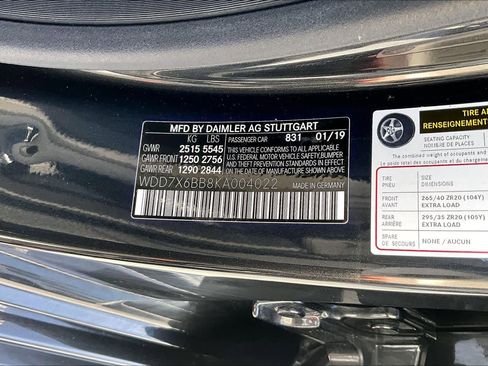 MFD BY DAIMLER AG STUTTGART
KG LBS PASSENGER CAR 831 01/19
GVWR 2515 5545
GAWR FRONT 1250 2756
GAWR REAR 1290 2844
THIS VEHICLE CONFORMS TO ALL APPLICABLE
U.S. FEDERAL MOTOR VEHICLE SAFETY, BUMPER,
AND THEFT PREVENTION STANDARDS IN EFFECT ON THE
DATE OF MANUFACTURE SHOWN ABOVE.
WDD7X6BB8KA004022
MADE IN GERMANY
TIRE
Renseignements
SEATING CAPACITY
TIRE SIZE
PNEU DIMENSIONS
FRONT
AVANT
265/40 ZR20 (104Y)
EXTRA LOAD
REAR
ARRIÈRE
295/35 ZR20 (105Y)
EXTRA LOAD
SPARE
DE SECOURS
NONE / AUCUN